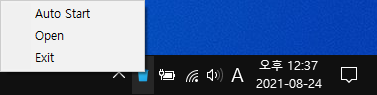 Auto Start
Open
Exit
A
오후 12:37
2021-08-24